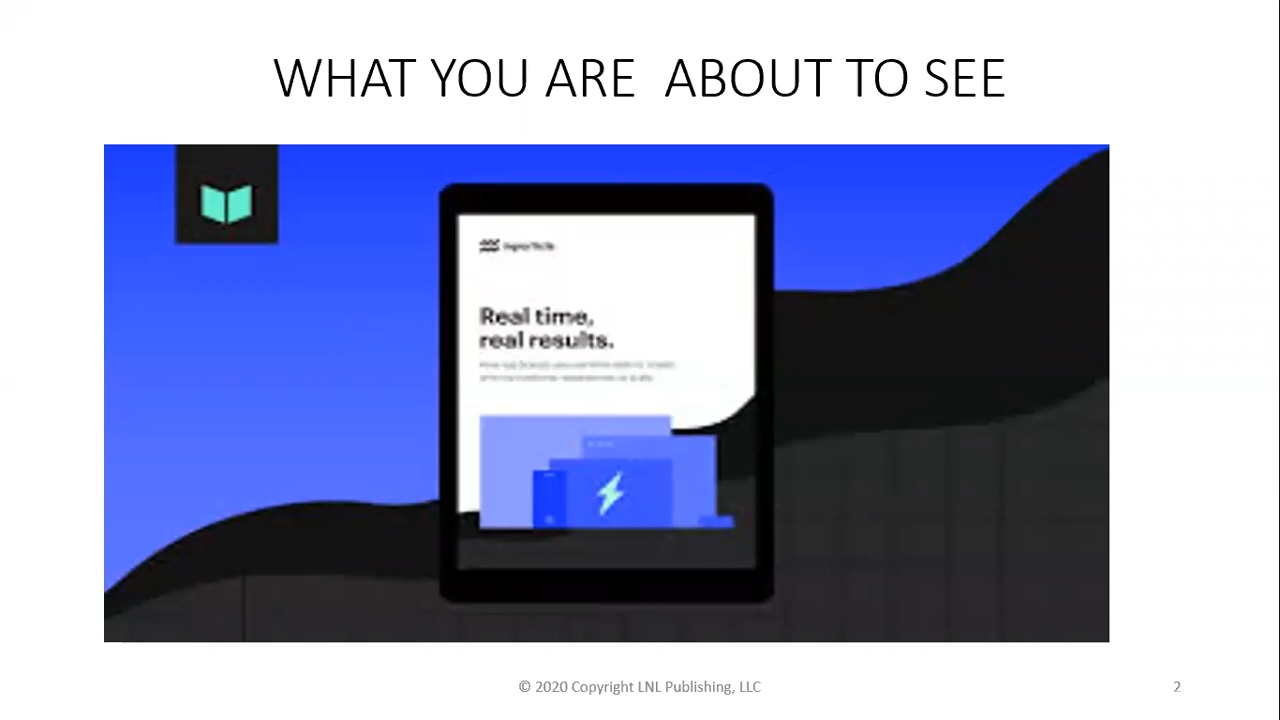 WHAT YOU ARE  ABOUT TO SEE
Real time,
real results.
© 2020 Copyright LNL Publishing, LLC
2